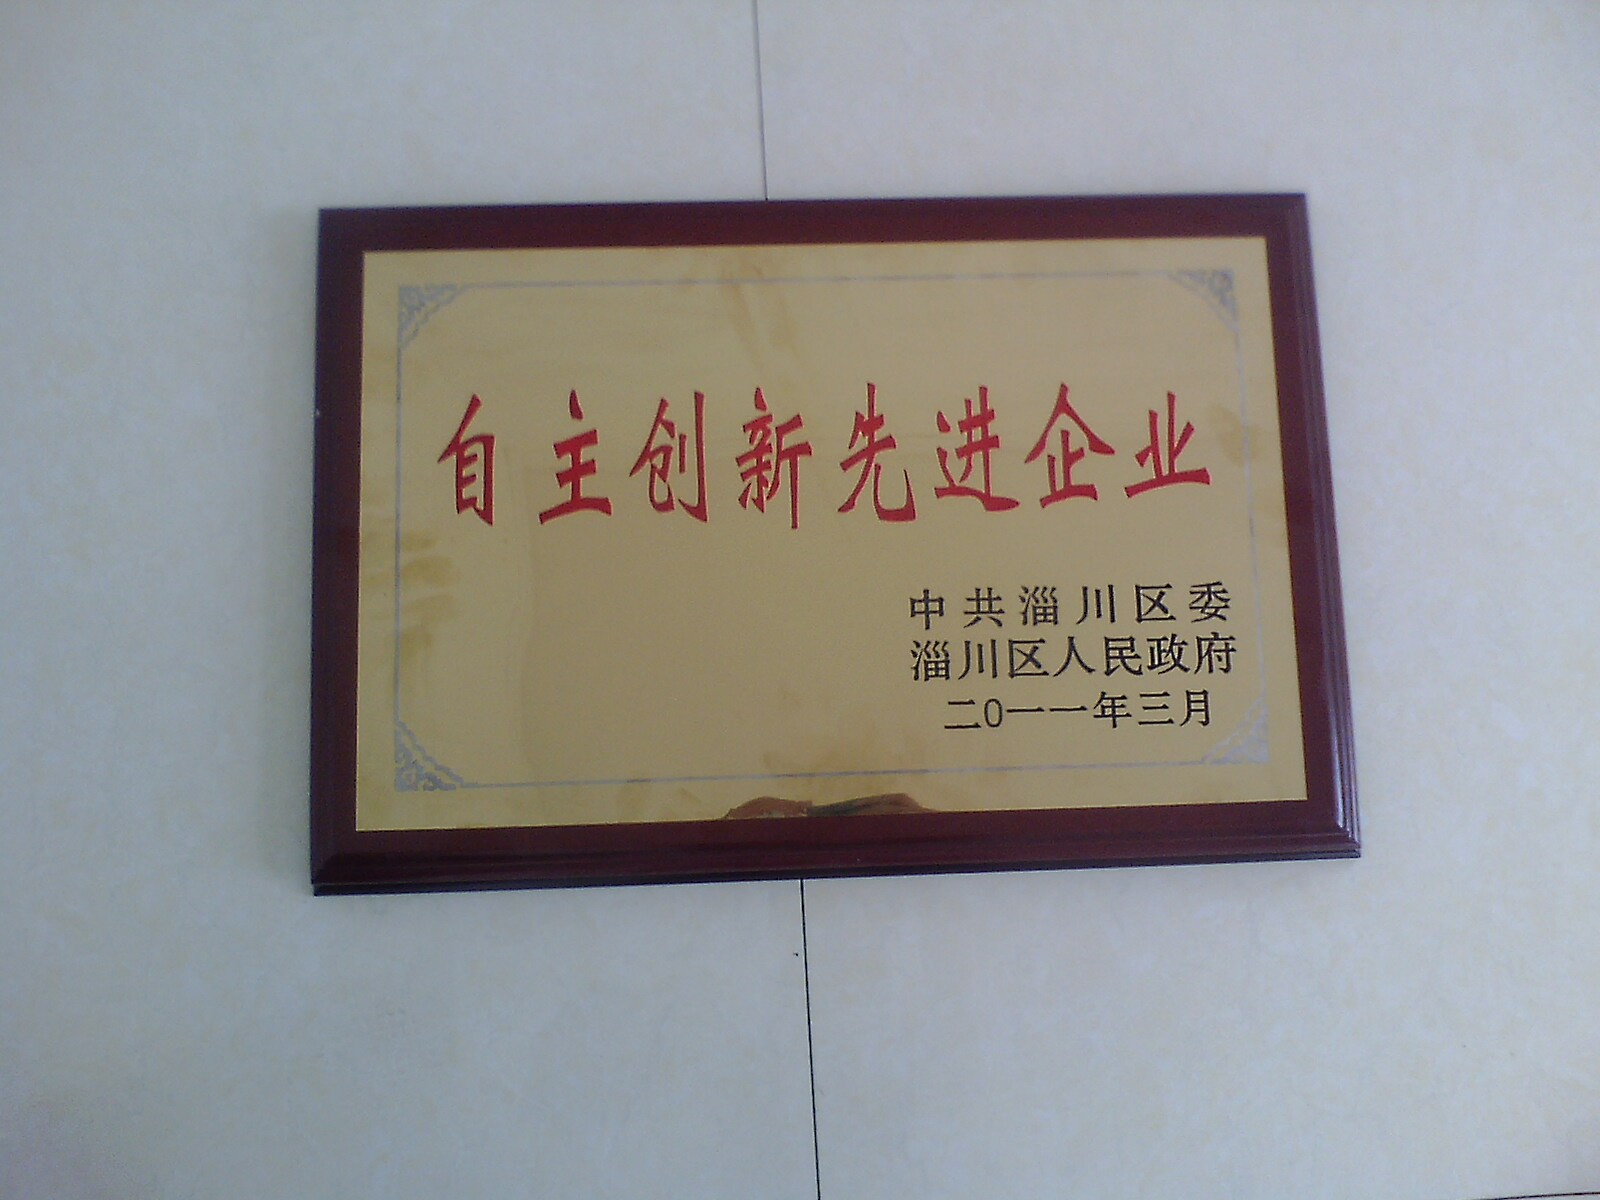 自主创新先进企业
中共淄川区委
淄川区人民政府
二0一一年三月